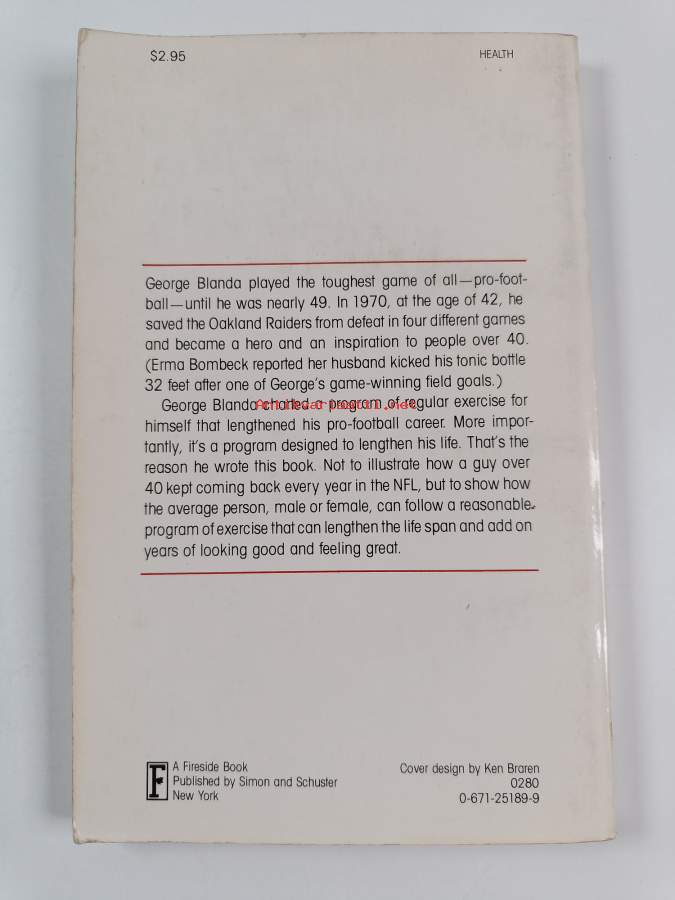 $2.95
HEALTH
George Blanda played the toughest game of all—pro-foot-
ball—until he was nearly 49. In 1970, at the age of 42, he
saved the Oakland Raiders from defeat in four different games
and became a hero and an inspiration to people over 40.
(Erma Bombeck reported her husband kicked his tonic bottle
32 feet after one of George's game-winning field goals.)
George Blanda charted a program of regular exercise for
himself that lengthened his pro-football career. More impor-
tantly, it's a program designed to lengthen his life. That's the
reason he wrote this book. Not to illustrate how a guy over
40 kept coming back every year in the NFL, but to show how
the average person, male or female, can follow a reasonable
program of exercise that can lengthen the life span and add on
years of looking good and feeling great.
F
A Fireside Book
Published by Simon and Schuster
New York
Cover design by Ken Braren
0280
0-671-25189-9